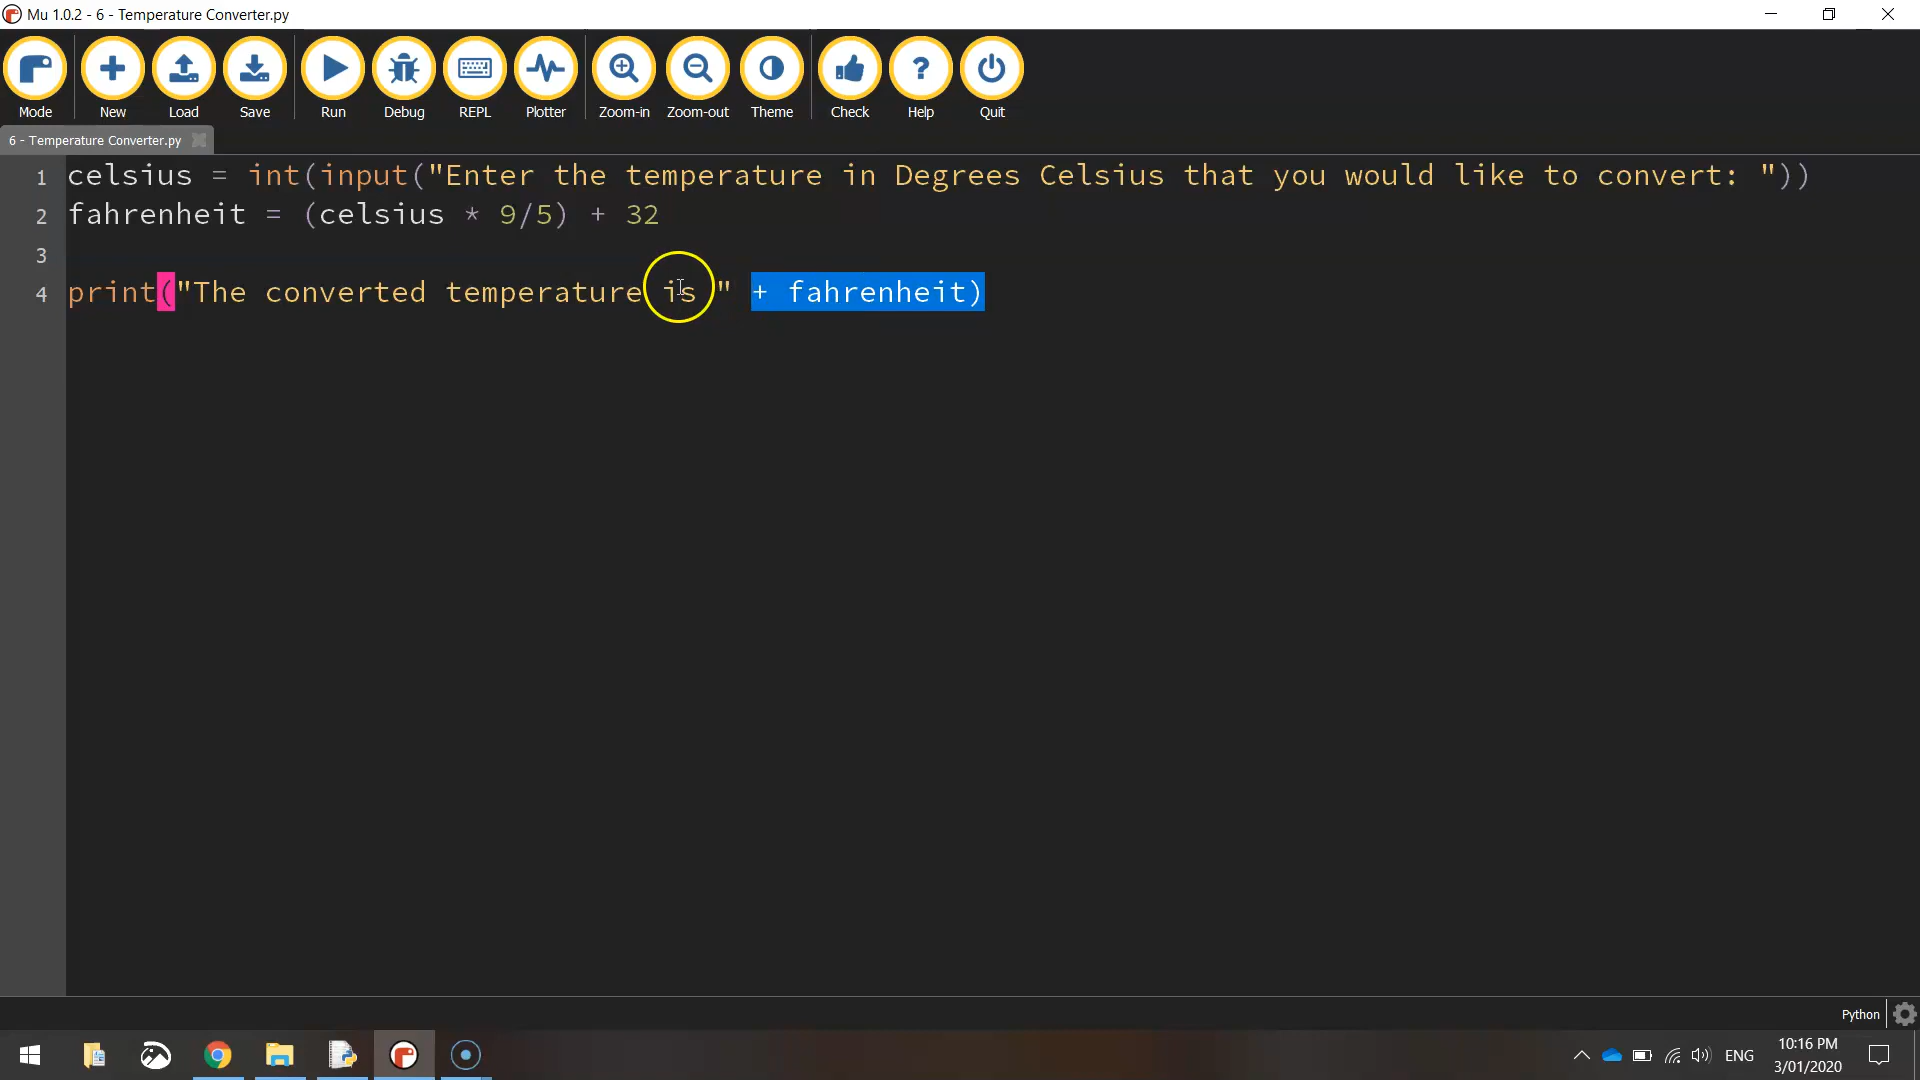 Mu 1.0.2 - 6 - Temperature Converter.py
Mode New Load Save Run Debug REPL Plotter Zoom-in Zoom-out Theme Check Help Quit
6 - Temperature Converter.py
1 celsius = int(input("Enter the temperature in Degrees Celsius that you would like to convert: "))
2 fahrenheit = (celsius * 9/5) + 32
3
4 print("The converted temperature is " + fahrenheit)
Python
ENG
10:16 PM
3/01/2020